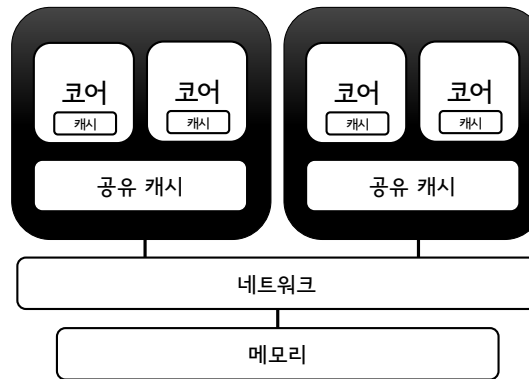 코어 코어 코어 코어
캐시 캐시 캐시 캐시
공유 캐시 공유 캐시
네트워크
메모리